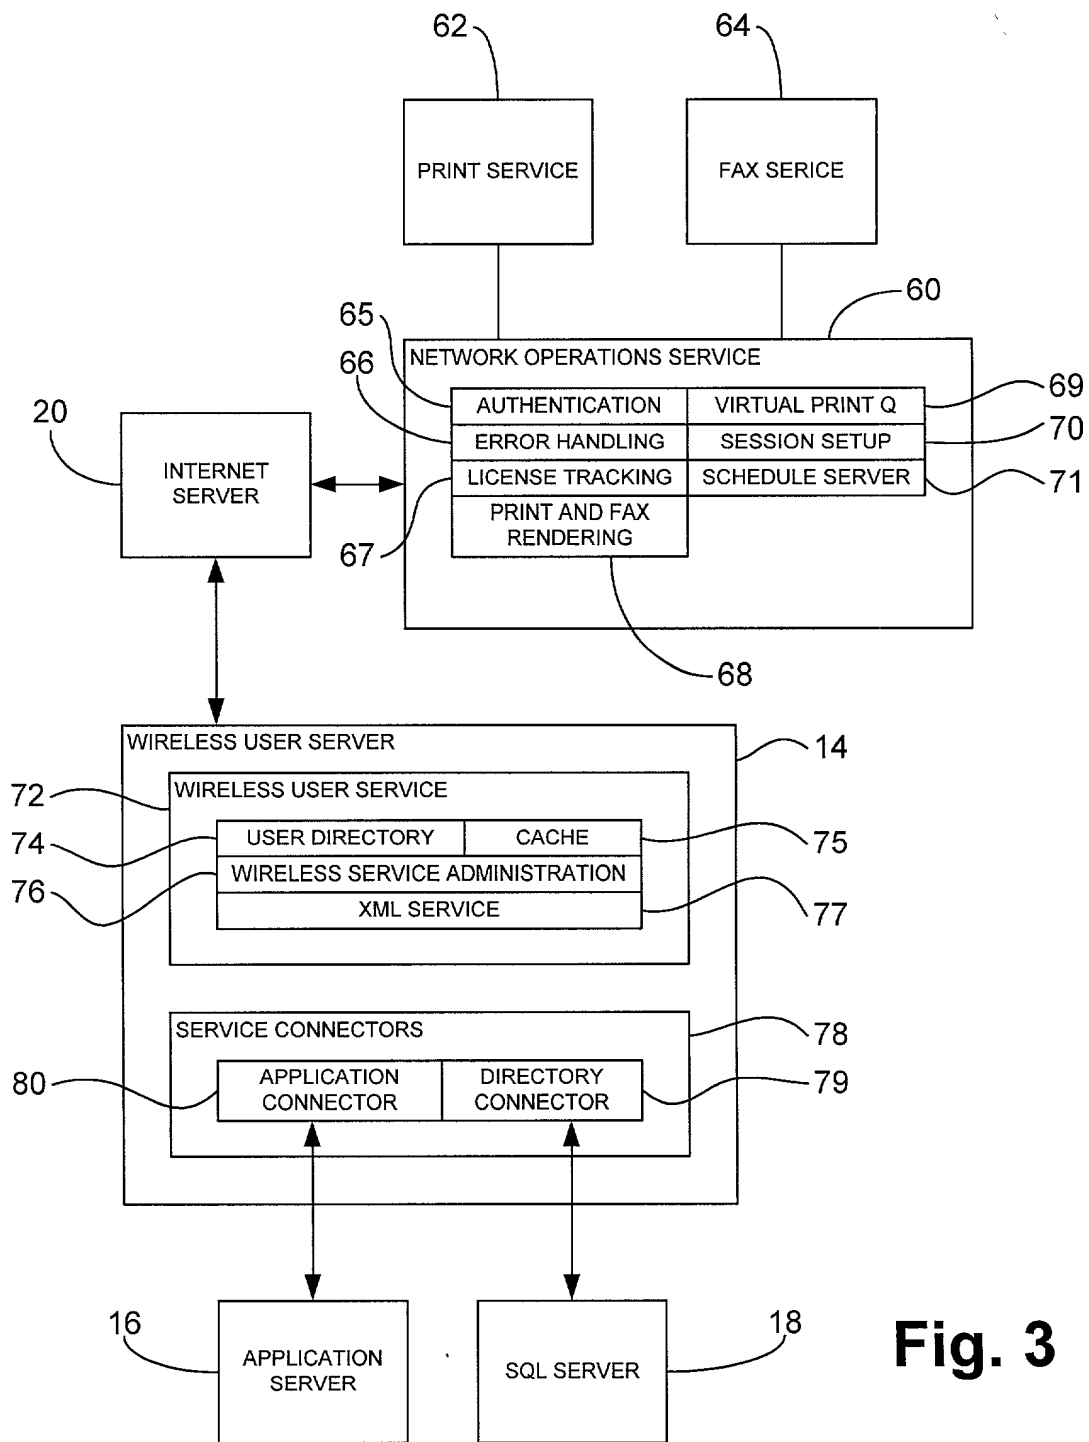 62
64
PRINT SERVICE
FAX SERICE
60
65
NETWORK OPERATIONS SERVICE
66
69
AUTHENTICATION
VIRTUAL PRINT Q
20
70
ERROR HANDLING
SESSION SETUP
INTERNET
SERVER
LICENSE TRACKING
SCHEDULE SERVER
71
PRINT AND FAX
RENDERING
67
68
WIRELESS USER SERVER
14
72
WIRELESS USER SERVICE
74
USER DIRECTORY
CACHE
75
76
WIRELESS SERVICE ADMINISTRATION
XML SERVICE
77
SERVICE CONNECTORS
78
80
APPLICATION
CONNECTOR
DIRECTORY
CONNECTOR
79
16
APPLICATION
SERVER
SQL SERVER
18
Fig. 3